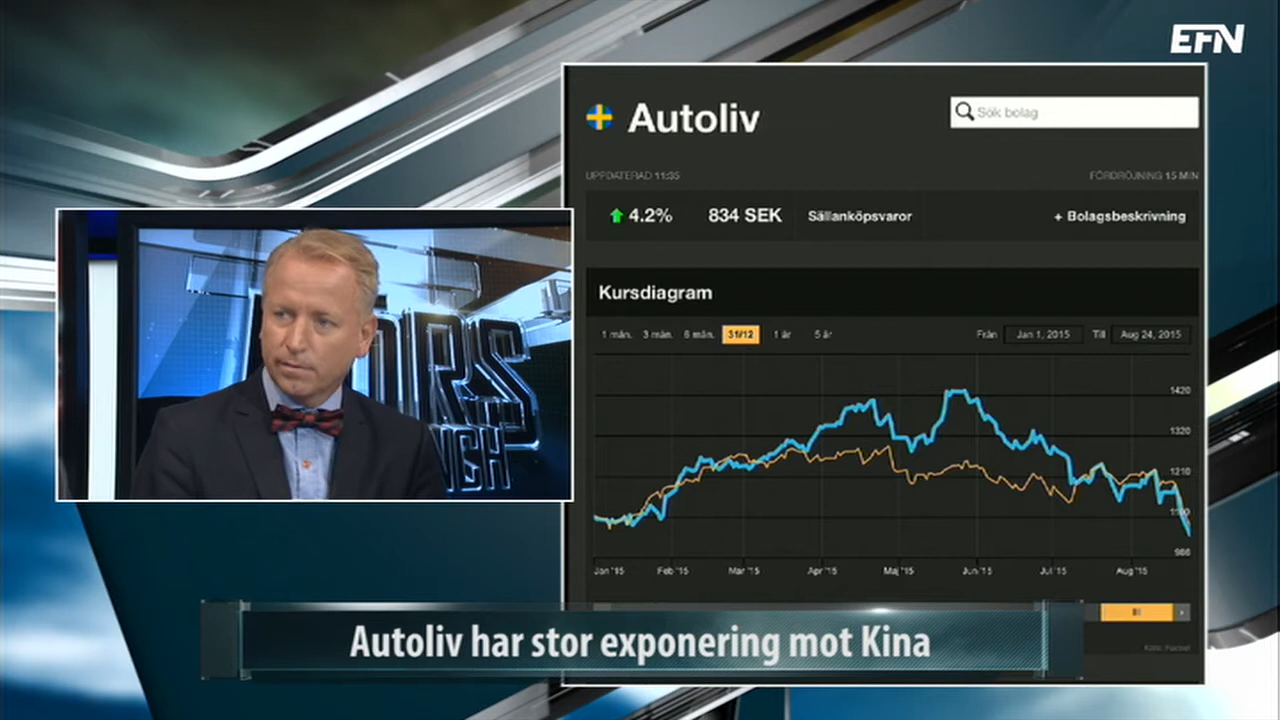 EFN
Autoliv
Sök bolag
UPPDATERAD 11:35
FÖRDRÖJNING 15 MIN
4.2% 834 SEK Sällanköpsvaror + Bolagsbeskrivning
Kursdiagram
1 mån. 3 mån. 6 mån. 31/12 1 år 5 år Från Jan 1, 2015 Till Aug 24, 2015
1420
1320
1210
1100
986
Jan '15 Feb '15 Mar '15 Apr '15 Maj '15 Jun '15 Jul '15 Aug '15
Autoliv har stor exponering mot Kina